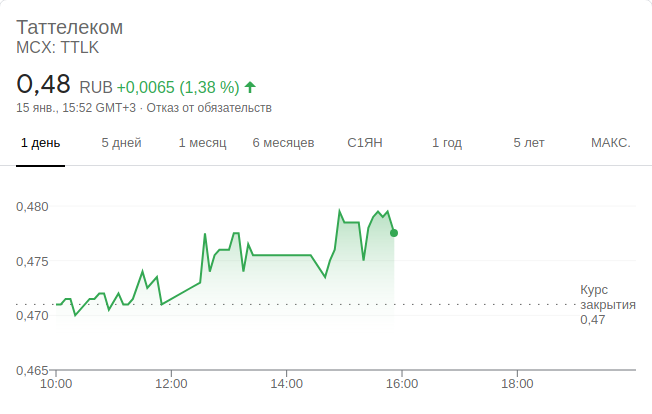 Таттелеком
MCX: TTLK
0,48 RUB +0,0065 (1,38 %)
15 янв., 15:52 GMT+3 · Отказ от обязательств
1 день 5 дней 1 месяц 6 месяцев С1ЯН 1 год 5 лет МАКС.
0,480
0,475
0,470
0,465
Курс
закрытия
0,47
10:00 12:00 14:00 16:00 18:00